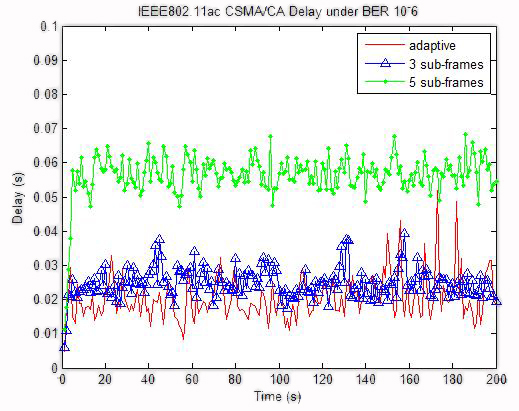 IEEE802.11ac CSMA/CA Delay under BER 10-6
adaptive
3 sub-frames
5 sub-frames
0.1
0.09
0.08
0.07
0.06
0.05
0.04
0.03
0.02
0.01
0
Delay (s)
0 20 40 60 80 100 120 140 160 180 200
Time (s)